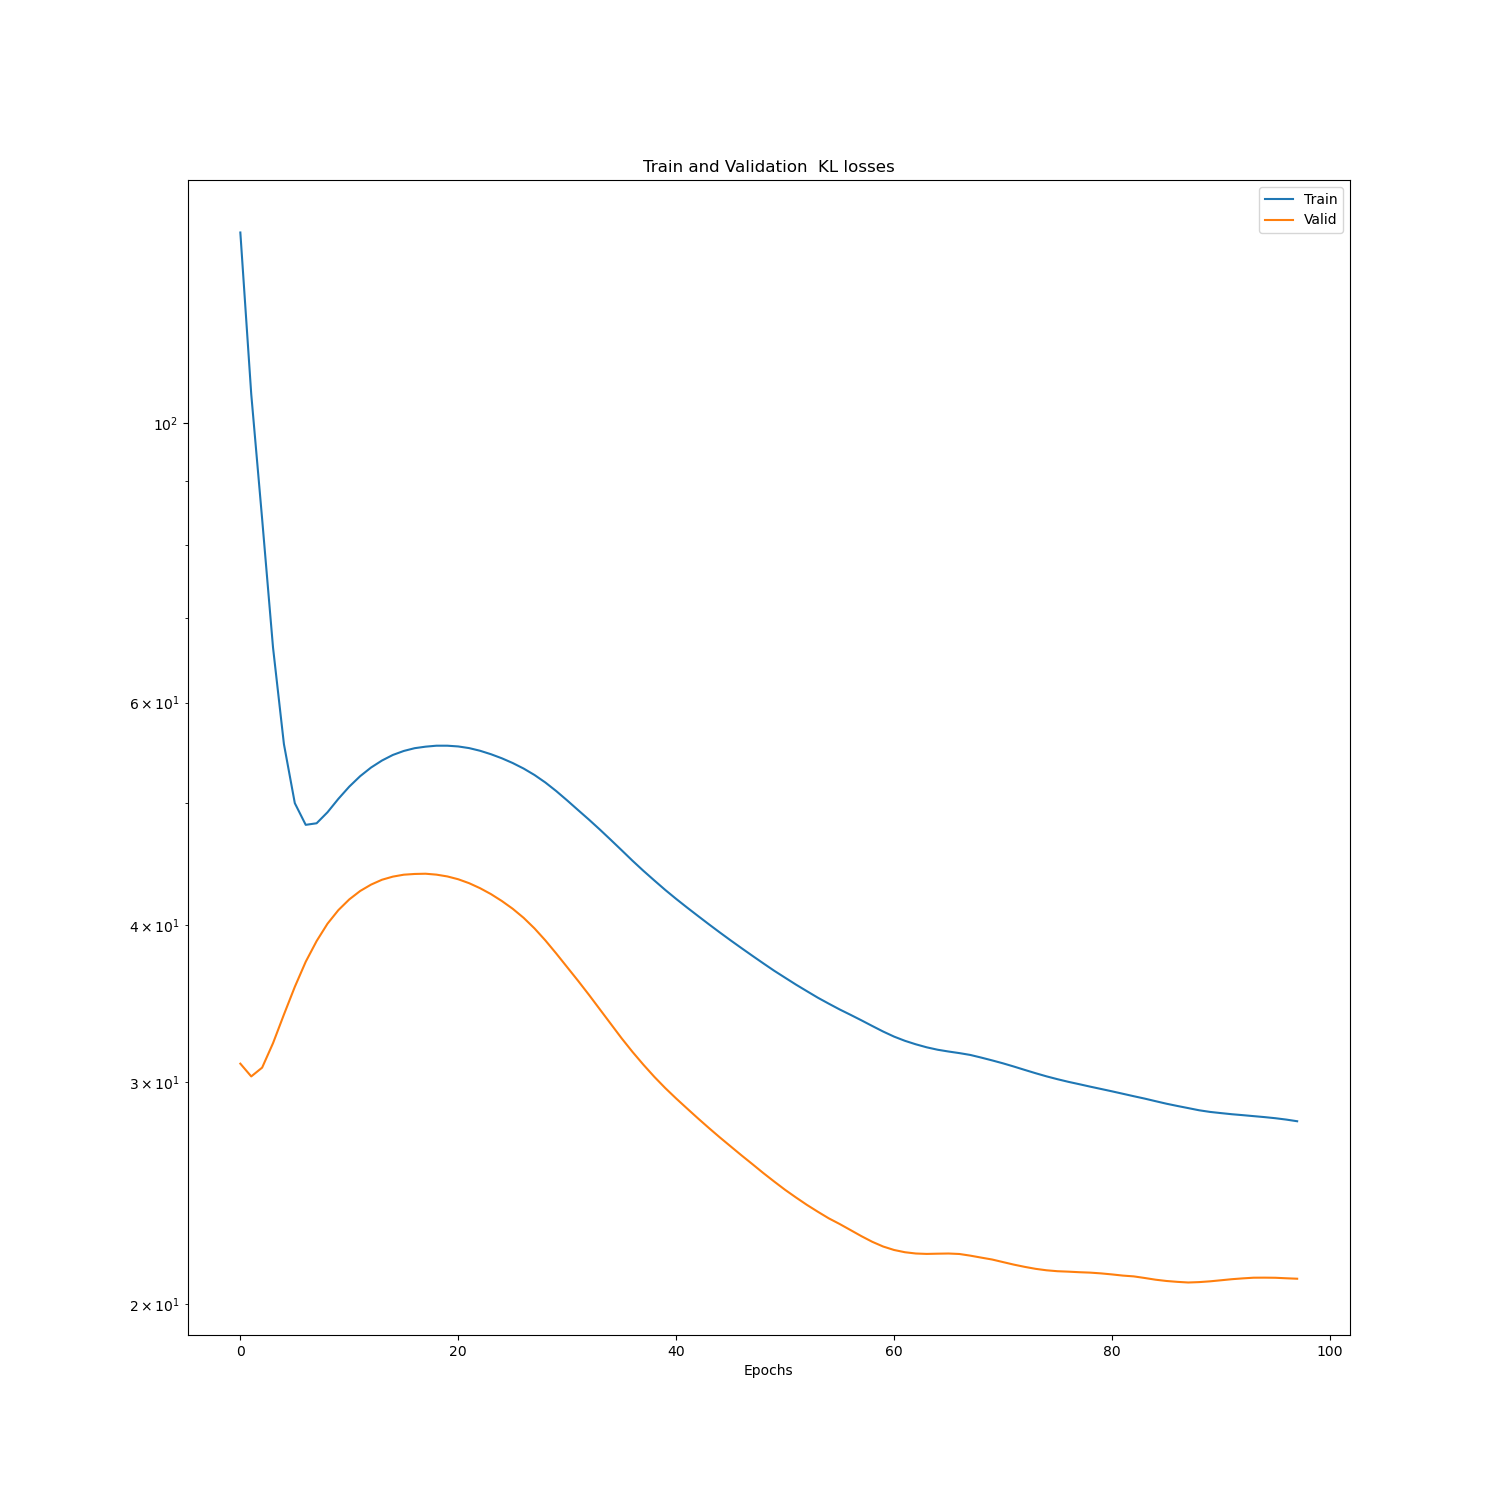 Train and Validation  KL losses
Train
Valid
10²
6 × 10¹
4 × 10¹
3 × 10¹
2 × 10¹
0 20 40 60 80 100
Epochs